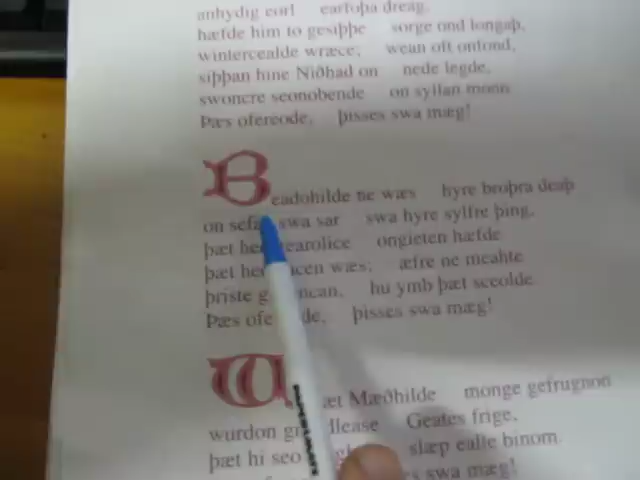 anhydig eorl earfoþa dreag,
hæfde him to gesiþþe sorge ond longaþ,
wintercealde wræce, wean oft onfond,
siþþan hine Niðhad on nede legde,
swoncre seonobende on syllan monn
Þæs ofereode, þisses swa mæg!
Beadohilde ne wæs hyre broþra deaþ
on sefa swa sar swa hyre sylfre þing,
þæt heo gearolice ongieten hæfde
þæt heo eacen wæs; æfre ne meahte
þriste geþencan, hu ymb þæt sceolde.
Þæs ofereode, þisses swa mæg!
We þæt Mæðhilde monge gefrugnon
wurdon grundlease Geates frige,
þæt hi seo slæp ealle binom.
swa mæg!